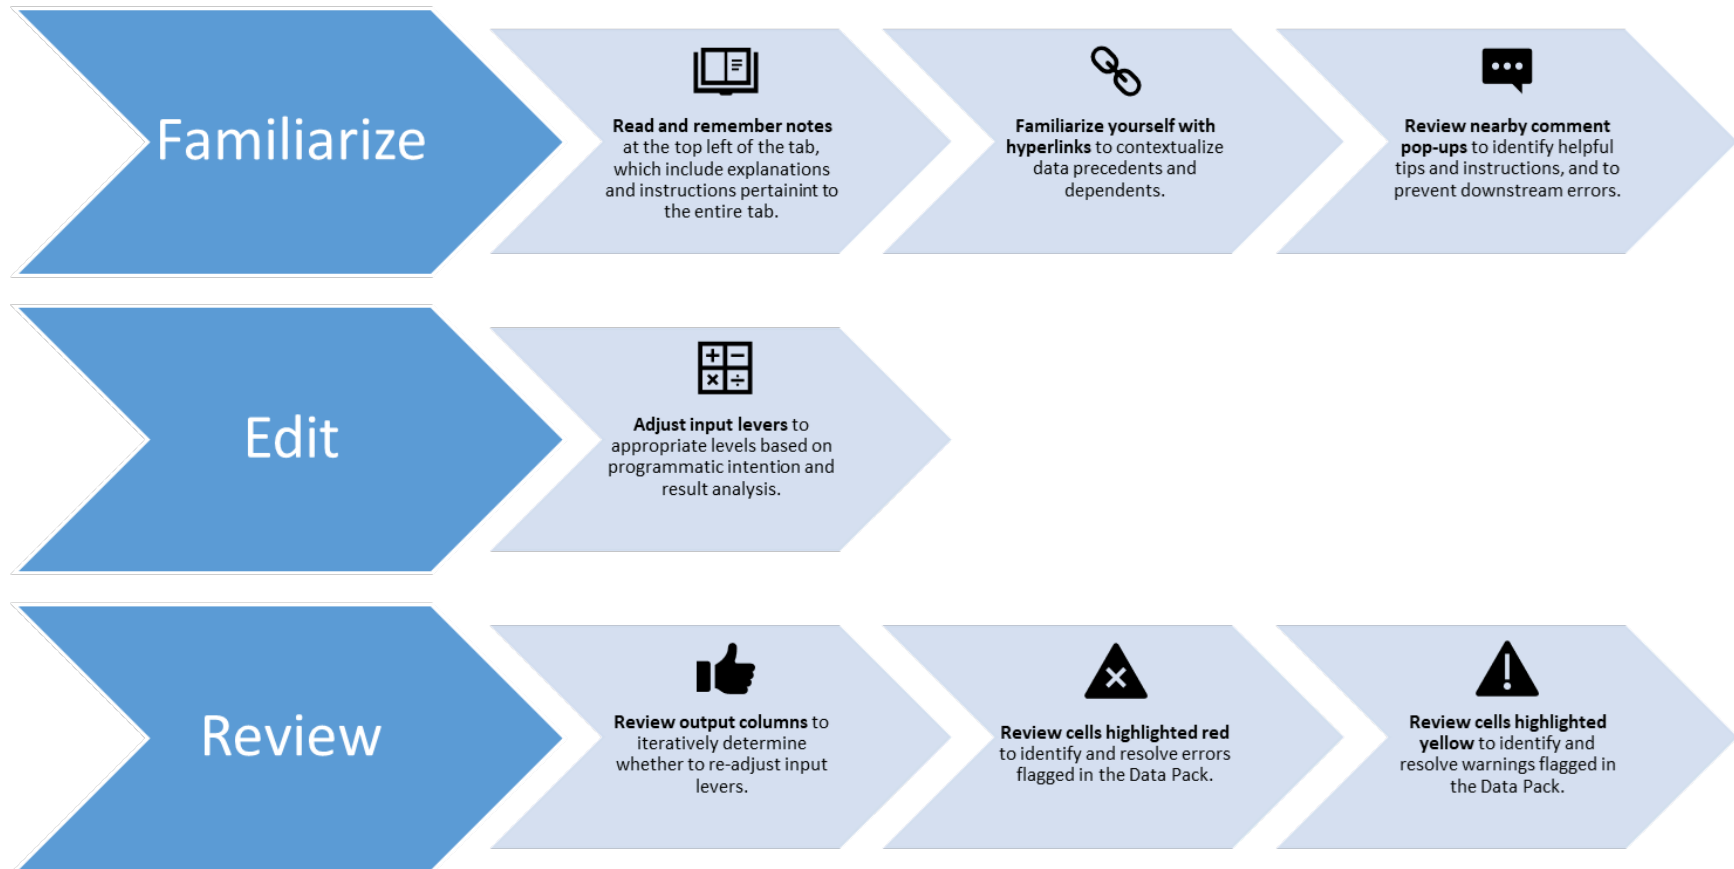 Familiarize
Read and remember notes
at the top left of the tab,
which include explanations
and instructions pertainint to
the entire tab.
Familiarize yourself with
hyperlinks to contextualize
data precedents and
dependents.
Review nearby comment
pop-ups to identify helpful
tips and instructions, and to
prevent downstream errors.
Edit
Adjust input levers to
appropriate levels based on
programmatic intention and
result analysis.
Review
Review output columns to
iteratively determine
whether to re-adjust input
levers.
Review cells highlighted red
to identify and resolve errors
flagged in the Data Pack.
Review cells highlighted
yellow to identify and
resolve warnings flagged in
the Data Pack.